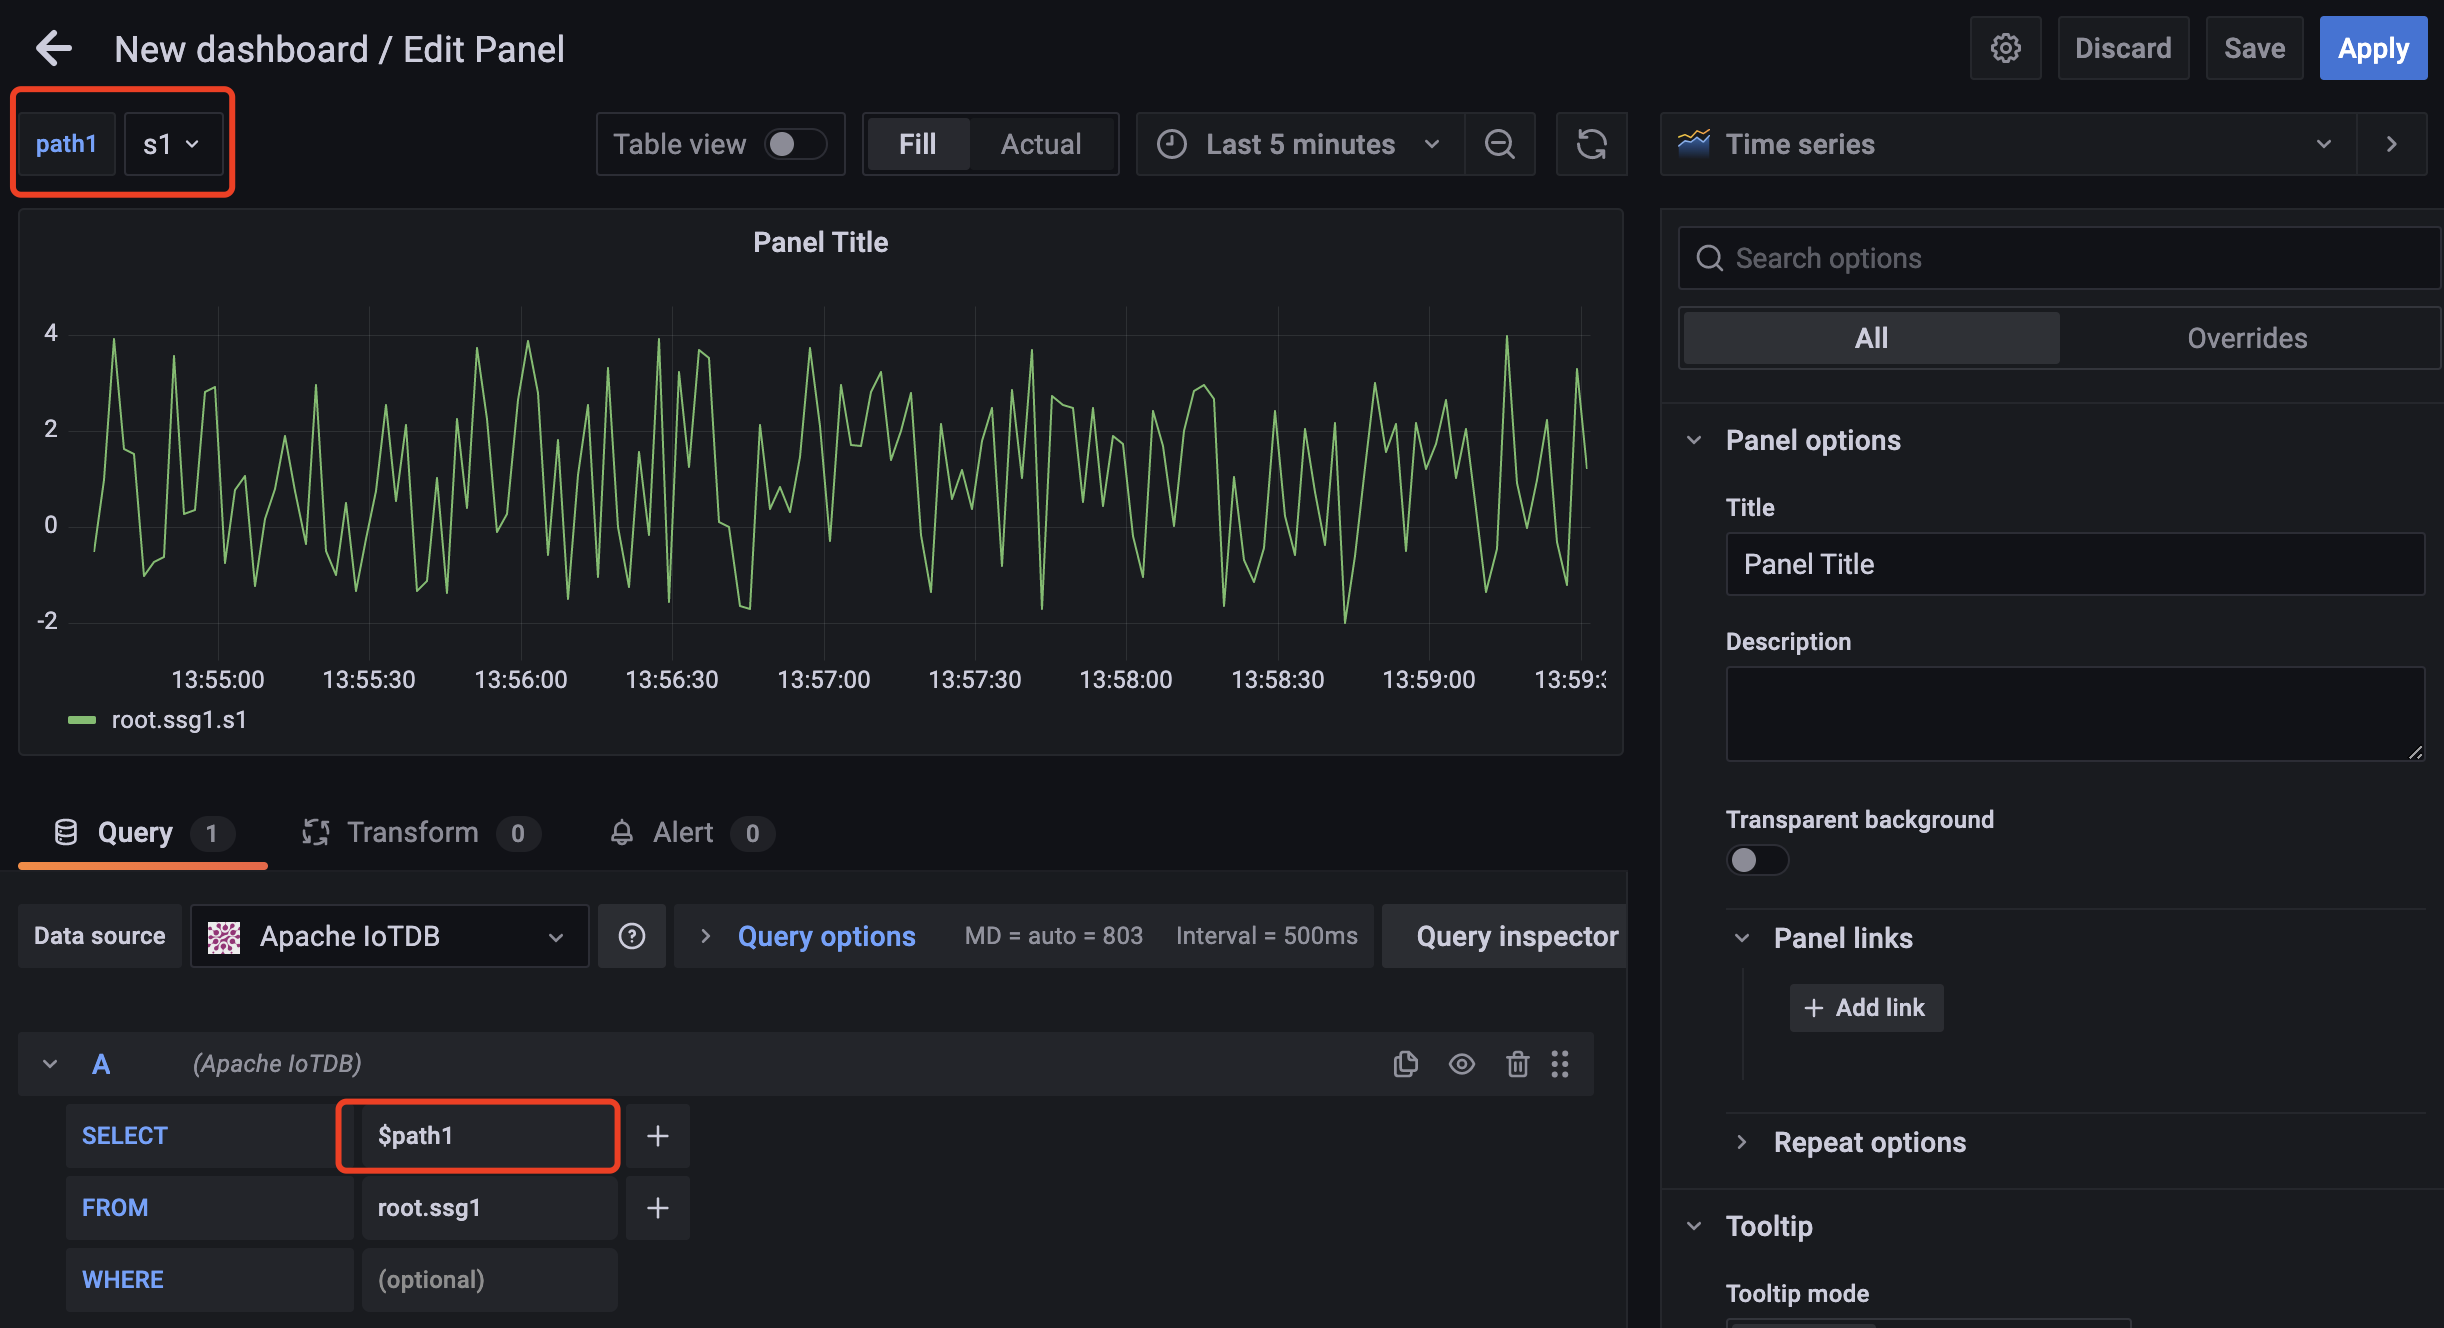 New dashboard / Edit Panel
Discard
Save
Apply
path1
s1
Table view
Fill
Actual
Last 5 minutes
Time series
Panel Title
4
2
0
-2
13:55:00
13:55:30
13:56:00
13:56:30
13:57:00
13:57:30
13:58:00
13:58:30
13:59:00
13:59:3
root.ssg1.s1
Search options
All
Overrides
Panel options
Title
Panel Title
Description
Transparent background
Panel links
+ Add link
Repeat options
Tooltip
Tooltip mode
Query 1
Transform 0
Alert 0
Data source
Apache IoTDB
Query options
MD = auto = 803
Interval = 500ms
Query inspector
A
(Apache IoTDB)
SELECT
$path1
+
FROM
root.ssg1
+
WHERE
(optional)